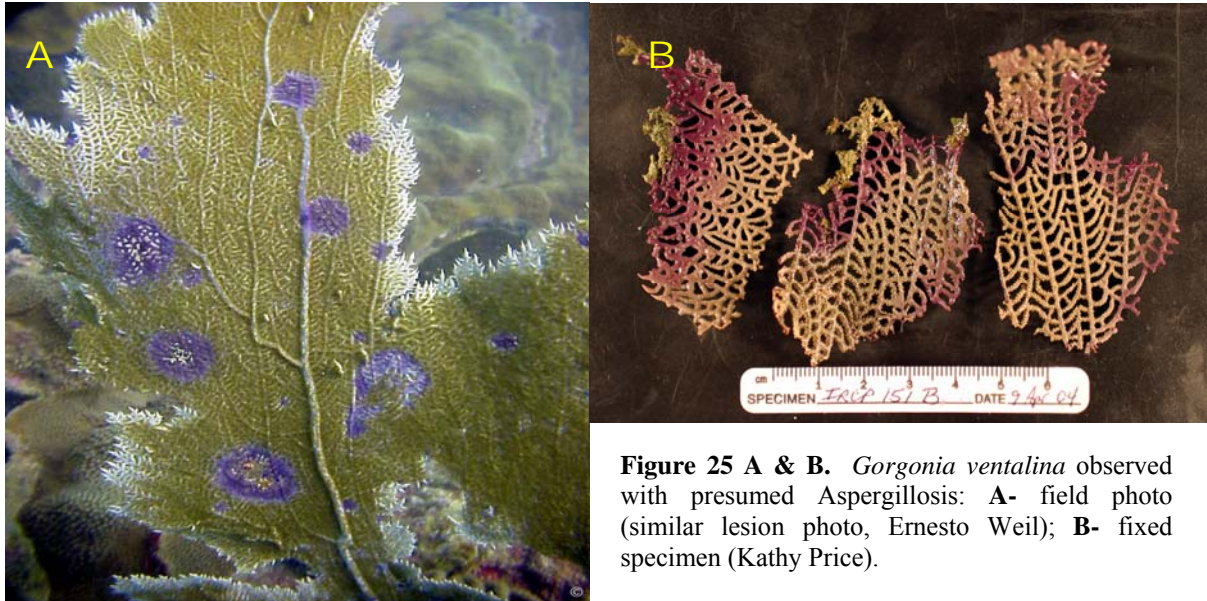 A
B
cm 1 2 3 4 5 6
SPECIMEN IRCP 151 B DATE 9 Apr 04
©
Figure 25 A & B. Gorgonia ventalina observed
with presumed Aspergillosis: A- field photo
(similar lesion photo, Ernesto Weil); B- fixed
specimen (Kathy Price).